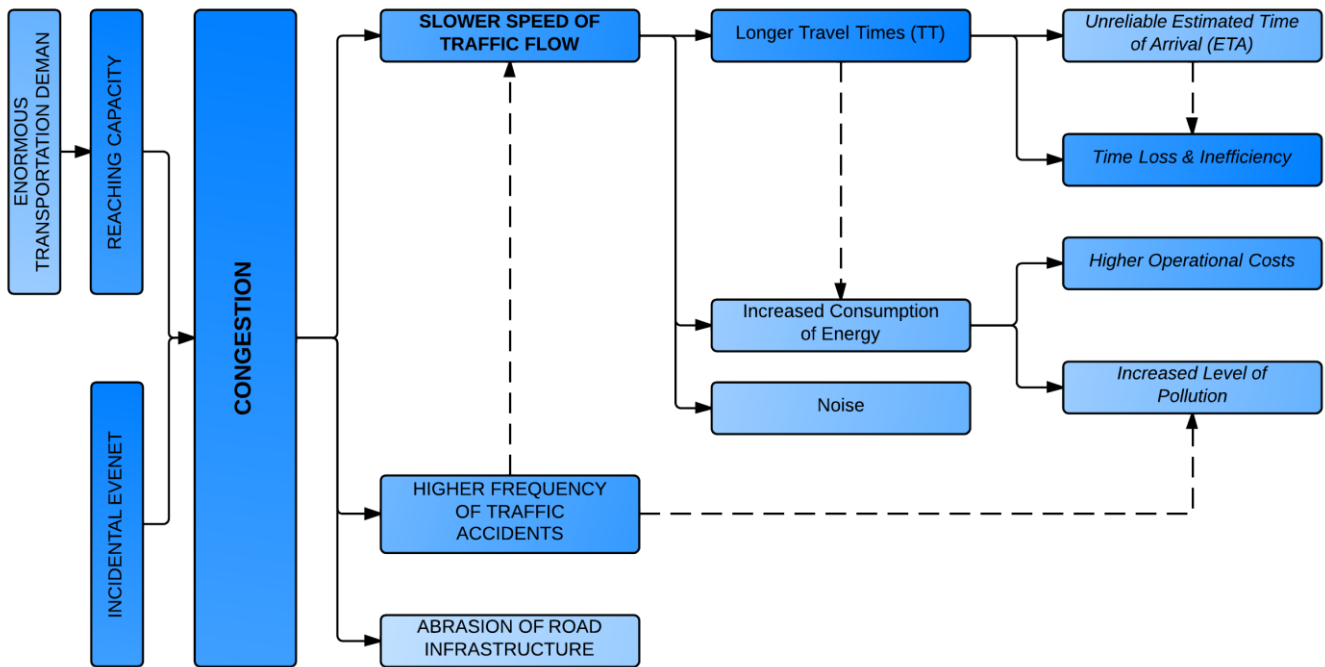 ENORMOUS
TRANSPORTATION DEMAN
REACHING CAPACITY
INCIDENTAL EVENET
CONGESTION
SLOWER SPEED OF
TRAFFIC FLOW
HIGHER FREQUENCY
OF TRAFFIC
ACCIDENTS
ABRASION OF ROAD
INFRASTRUCTURE
Longer Travel Times (TT)
Increased Consumption
of Energy
Noise
Unreliable Estimated Time
of Arrival (ETA)
Time Loss & Inefficiency
Higher Operational Costs
Increased Level of
Pollution